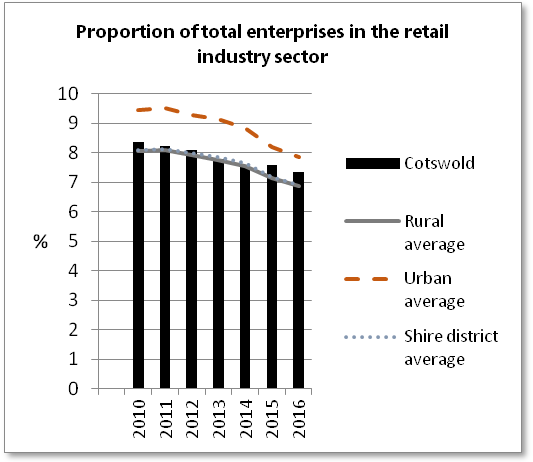 Proportion of total enterprises in the retail
industry sector
10
9
8
7
6
5
4
3
2
1
0
%
2010
2011
2012
2013
2014
2015
2016
Cotswold
Rural
average
Urban
average
Shire district
average